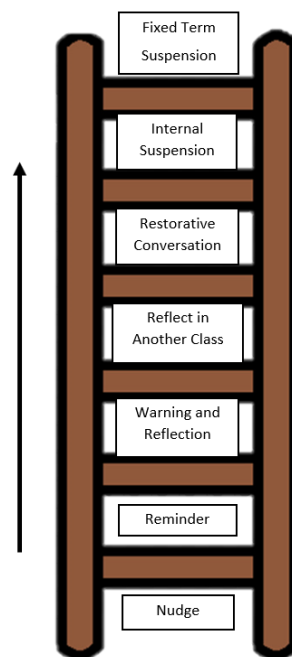 Fixed Term
Suspension
Internal
Suspension
Restorative
Conversation
Reflect in
Another Class
Warning and
Reflection
Reminder
Nudge